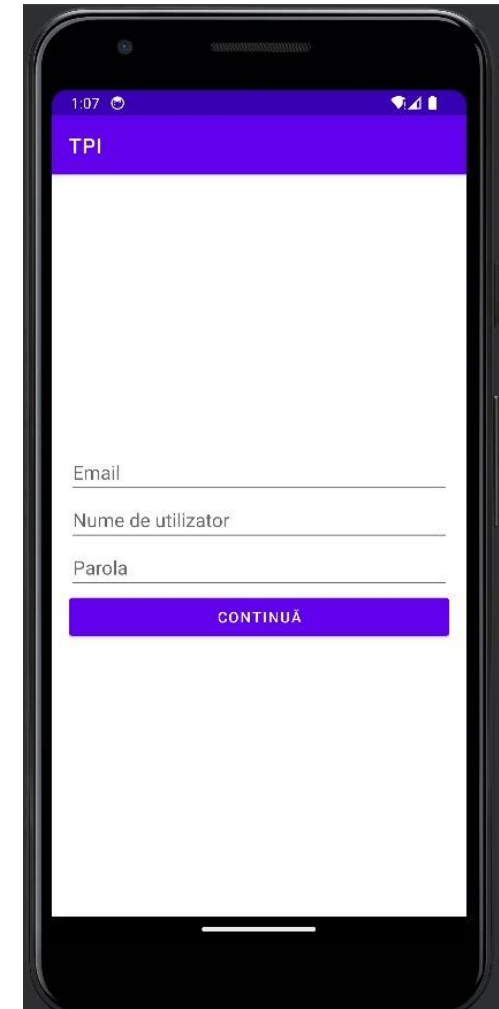 1:07
TPI
Email
Nume de utilizator
Parola
CONTINUĂ